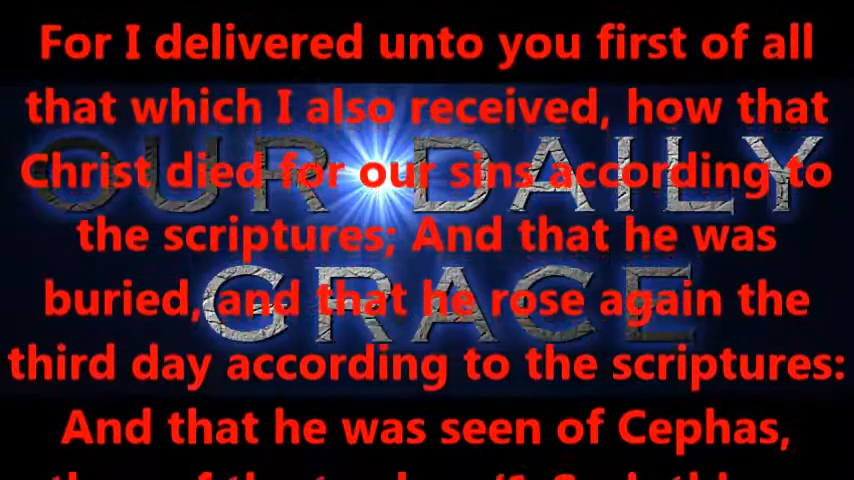 For I delivered unto you first of all
that which I also received, how that
Christ died for our sins according to
the scriptures; And that he was
buried, and that he rose again the
third day according to the scriptures:
And that he was seen of Cephas,
OUR DAILY
GRACE